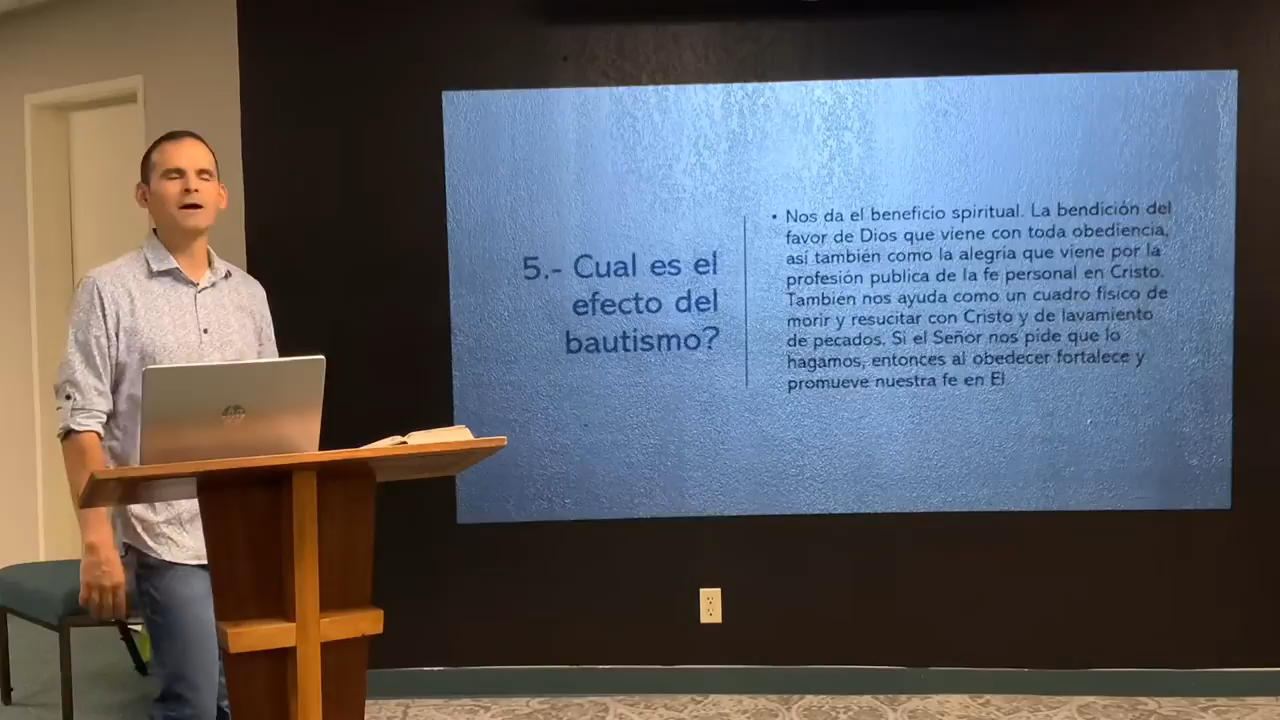 5.- Cual es el
efecto del
bautismo?
• Nos da el beneficio spiritual. La bendición del
favor de Dios que viene con toda obediencia,
así también como la alegría que viene por la
profesión publica de la fe personal en Cristo.
Tambien nos ayuda como un cuadro físico de
morir y resucitar con Cristo y de lavamiento
de pecados. Si el Señor nos pide que lo
hagamos, entonces al obedecer fortalece y
promueve nuestra fe en El
hp